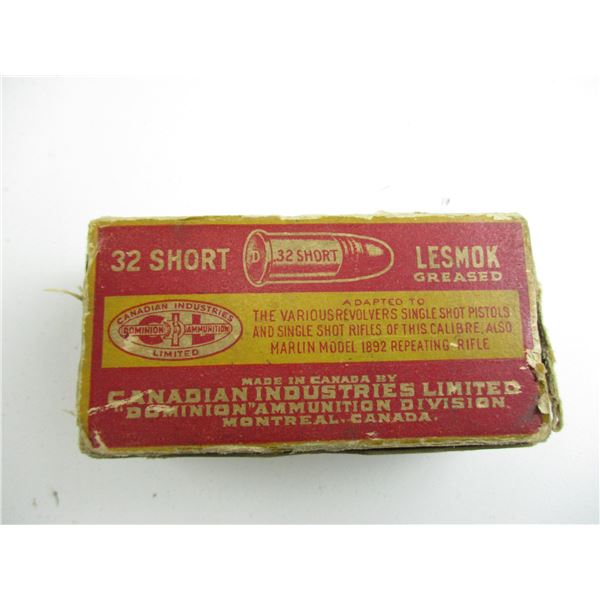 32 SHORT
D .32 SHORT
LESMOK
GREASED
CANADIAN INDUSTRIES
CIL
DOMINION AMMUNITION
LIMITED
ADAPTED TO
THE VARIOUS REVOLVERS SINGLE SHOT PISTOLS
AND SINGLE SHOT RIFLES OF THIS CALIBRE, ALSO
MARLIN MODEL 1892 REPEATING RIFLE
MADE IN CANADA BY
CANADIAN INDUSTRIES LIMITED
"DOMINION" AMMUNITION DIVISION
MONTREAL-CANADA.